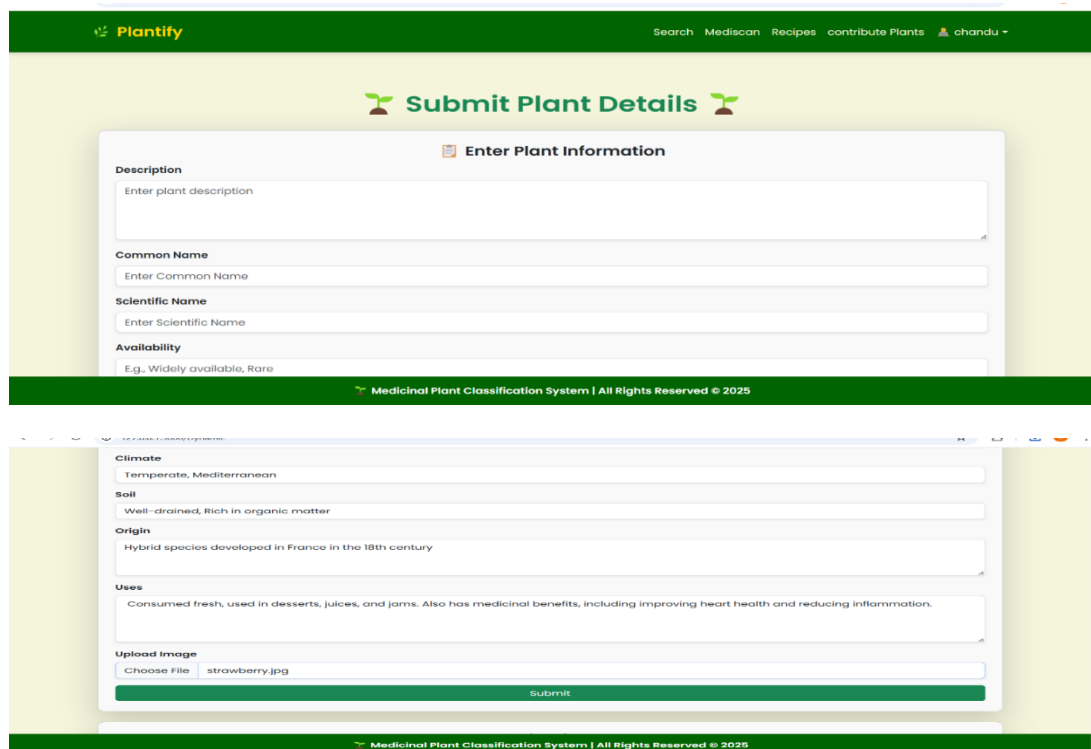 Plantify
Search Mediscan Recipes contribute Plants chandu
Submit Plant Details
Enter Plant Information
Description
Enter plant description
Common Name
Enter Common Name
Scientific Name
Enter Scientific Name
Availability
E.g., Widely available, Rare
Medicinal Plant Classification System | All Rights Reserved © 2025
Climate
Temperate, Mediterranean
Soil
Well-drained, Rich in organic matter
Origin
Hybrid species developed in France in the 18th century
Uses
Consumed fresh, used in desserts, juices, and jams. Also has medicinal benefits, including improving heart health and reducing inflammation.
Upload Image
Choose File strawberry.jpg
Submit
Medicinal Plant Classification System | All Rights Reserved © 2025